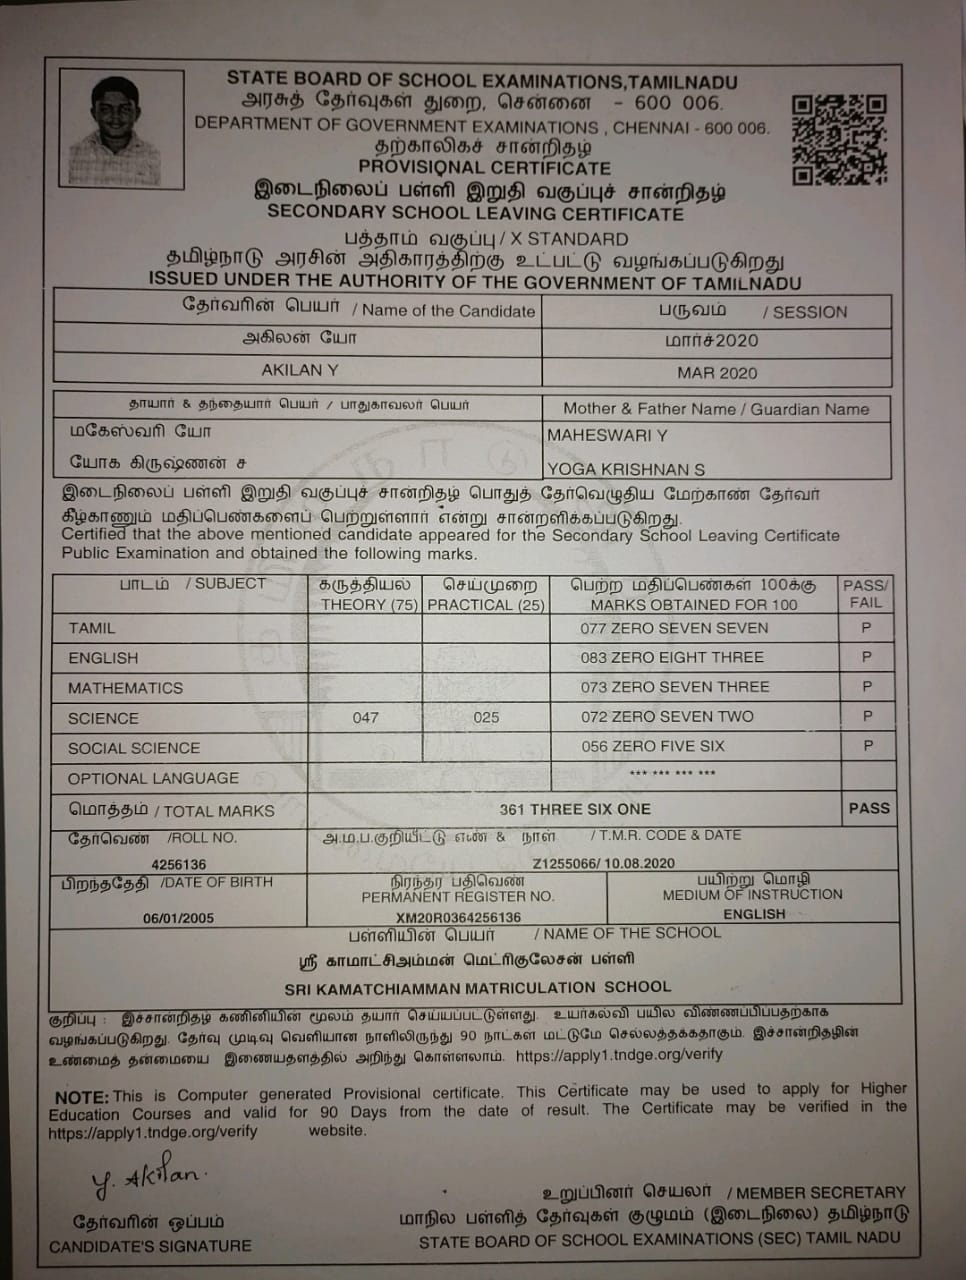 STATE BOARD OF SCHOOL EXAMINATIONS,TAMILNADU
அரசுத் தேர்வுகள் துறை, சென்னை - 600 006.
DEPARTMENT OF GOVERNMENT EXAMINATIONS , CHENNAI - 600 006.
தற்காலிகச் சான்றிதழ்
PROVISIONAL CERTIFICATE
இடைநிலைப் பள்ளி இறுதி வகுப்புச் சான்றிதழ்
SECONDARY SCHOOL LEAVING CERTIFICATE
பத்தாம் வகுப்பு / X STANDARD
தமிழ்நாடு அரசின் அதிகாரத்திற்கு உட்பட்டு வழங்கப்படுகிறது
ISSUED UNDER THE AUTHORITY OF THE GOVERNMENT OF TAMILNADU
தேர்வரின் பெயர் / Name of the Candidate பருவம் / SESSION
அகிலன் யோ மார்ச்2020
AKILAN Y MAR 2020
தாயார் & தந்தையார் பெயர் / பாதுகாவலர் பெயர் Mother & Father Name / Guardian Name
மகேஸ்வரி யோ MAHESWARI Y
யோக கிருஷ்ணன் ச YOGA KRISHNAN S
இடைநிலைப் பள்ளி இறுதி வகுப்புச் சான்றிதழ் பொதுத் தேர்வெழுதிய மேற்காண் தேர்வர்
கீழ்காணும் மதிப்பெண்களைப் பெற்றுள்ளார் என்று சான்றளிக்கப்படுகிறது.
Certified that the above mentioned candidate appeared for the Secondary School Leaving Certificate
Public Examination and obtained the following marks.
பாடம் / SUBJECT கருத்தியல் செய்முறை பெற்ற மதிப்பெண்கள் 100க்கு PASS/
THEORY (75) PRACTICAL (25) MARKS OBTAINED FOR 100 FAIL
TAMIL 077 ZERO SEVEN SEVEN P
ENGLISH 083 ZERO EIGHT THREE P
MATHEMATICS 073 ZERO SEVEN THREE P
SCIENCE 047 025 072 ZERO SEVEN TWO P
SOCIAL SCIENCE 056 ZERO FIVE SIX P
OPTIONAL LANGUAGE *** *** *** ***
மொத்தம் / TOTAL MARKS 361 THREE SIX ONE PASS
தேர்வெண் /ROLL NO. அ.ம.ப.குறியீட்டு எண் & நாள் / T.M.R. CODE & DATE
4256136 Z1255066/ 10.08.2020
பிறந்ததேதி /DATE OF BIRTH நிரந்தர பதிவெண் பயிற்று மொழி
PERMANENT REGISTER NO. MEDIUM OF INSTRUCTION
06/01/2005 XM20R0364256136 ENGLISH
பள்ளியின் பெயர் / NAME OF THE SCHOOL
ஸ்ரீ காமாட்சிஅம்மன் மெட்ரிகுலேசன் பள்ளி
SRI KAMATCHIAMMAN MATRICULATION SCHOOL
குறிப்பு : இச்சான்றிதழ் கணினியின் மூலம் தயார் செய்யப்பட்டுள்ளது. உயர்கல்வி பயில விண்ணப்பிப்பதற்காக
வழங்கப்படுகிறது. தேர்வு முடிவு வெளியான நாளிலிருந்து 90 நாட்கள் மட்டுமே செல்லத்தக்கதாகும். இச்சான்றிதழின்
உண்மைத் தன்மையை இணையதளத்தில் அறிந்து கொள்ளலாம். https://apply1.tndge.org/verify
NOTE: This is Computer generated Provisional certificate. This Certificate may be used to apply for Higher
Education Courses and valid for 90 Days from the date of result. The Certificate may be verified in the
https://apply1.tndge.org/verify website.
Y. Akilan.
உறுப்பினர் செயலர் / MEMBER SECRETARY
தேர்வரின் ஒப்பம் மாநில பள்ளித் தேர்வுகள் குழுமம் (இடைநிலை) தமிழ்நாடு
CANDIDATE'S SIGNATURE STATE BOARD OF SCHOOL EXAMINATIONS (SEC) TAMIL NADU